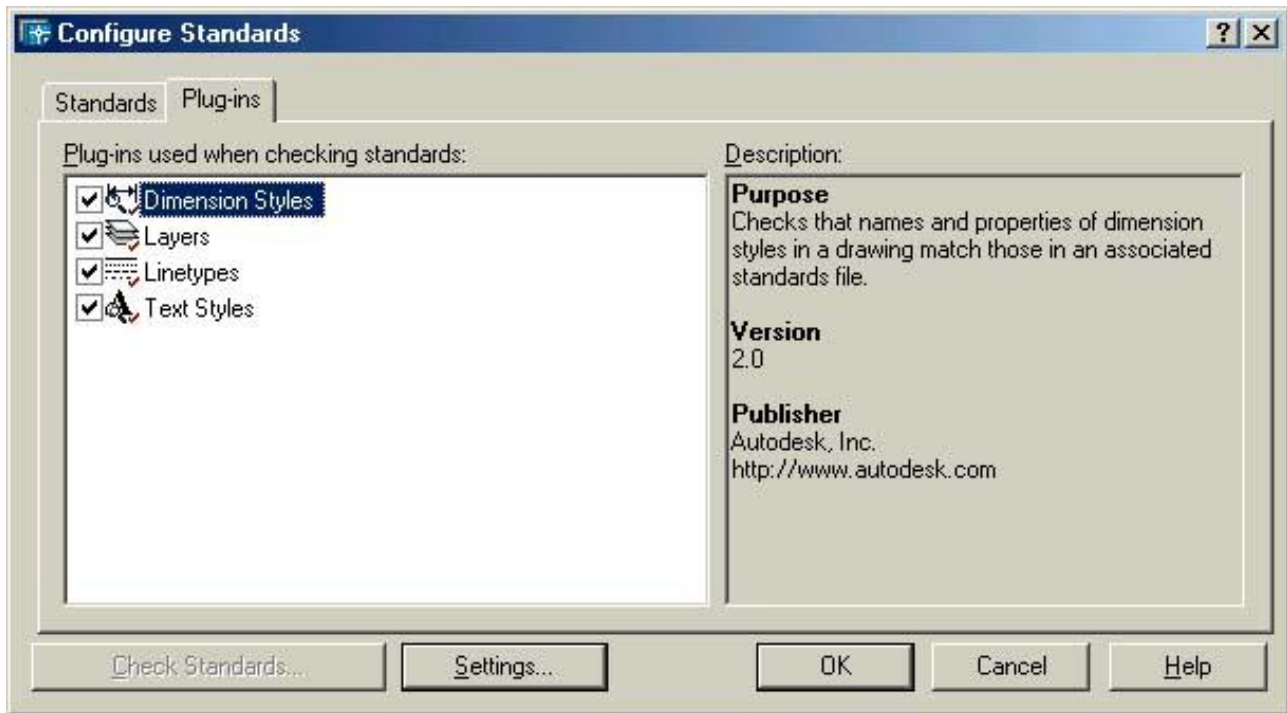 Configure Standards
Standards
Plug-ins
Plug-ins used when checking standards:
Dimension Styles
Layers
Linetypes
Text Styles
Description:
Purpose
Checks that names and properties of dimension
styles in a drawing match those in an associated
standards file.
Version
2.0
Publisher
Autodesk, Inc.
http://www.autodesk.com
Check Standards...
Settings...
OK
Cancel
Help